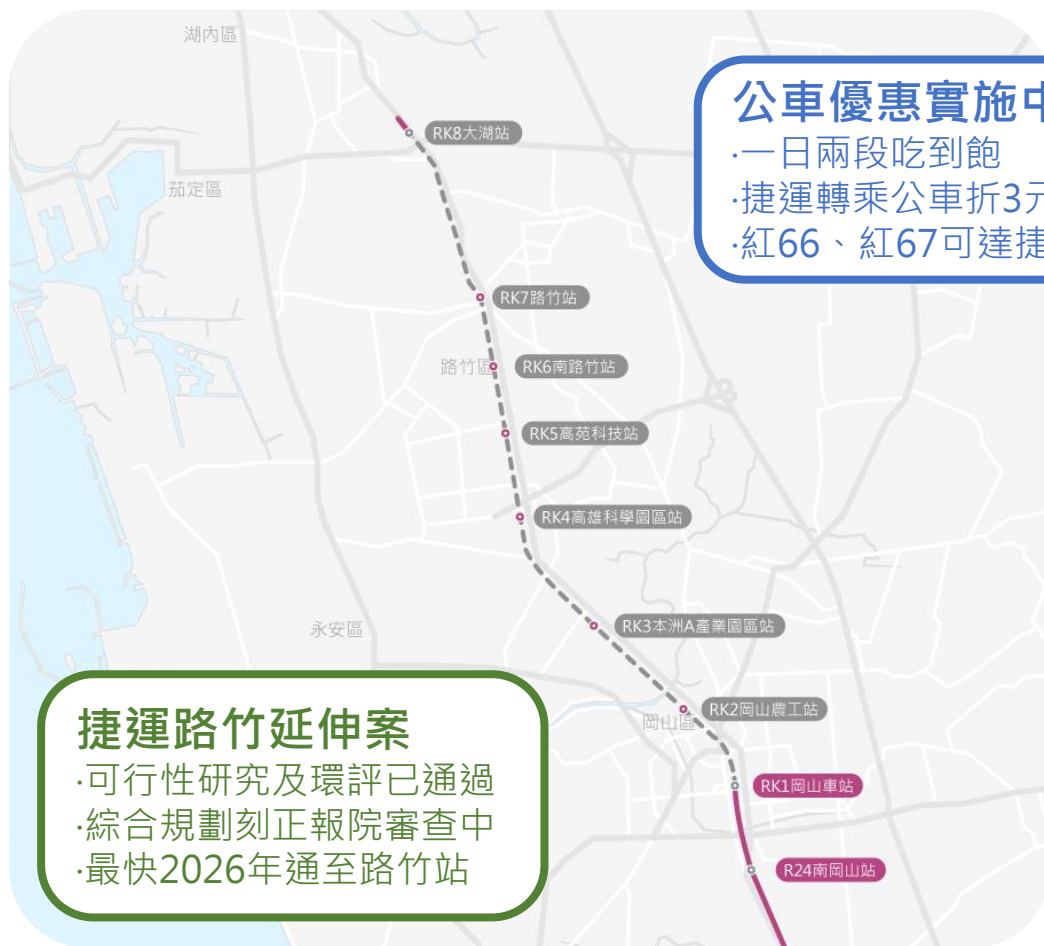 湖內區
公車優惠實施中
·一日兩段吃到飽
·捷運轉乘公車折3元
·紅66、紅67可達捷
RK8大湖站
茄定區
RK7路竹站
路竹區
RK6南路竹站
RK5高苑科技站
RK4高雄科學園區站
RK3本洲A產業園區站
永安區
捷運路竹延伸案
·可行性研究及環評已通過
·綜合規劃刻正報院審查中
·最快2026年通至路竹站
RK2岡山農工站
岡山區
RK1岡山車站
R24南岡山站